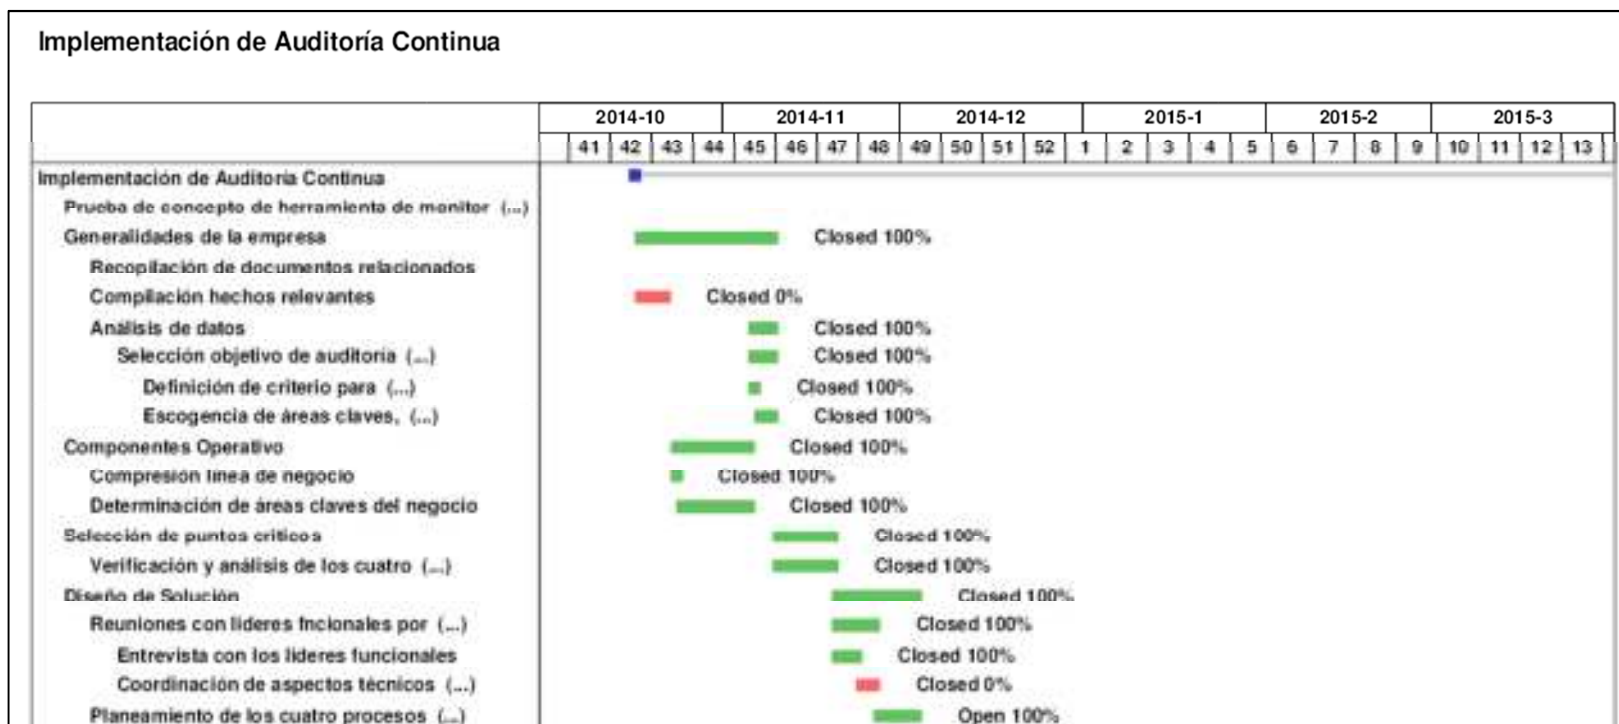 Implementación de Auditoría Continua
2014-10 2014-11 2014-12 2015-1 2015-2 2015-3
41 42 43 44 45 46 47 48 49 50 51 52 1 2 3 4 5 6 7 8 9 10 11 12 13
Implementación de Auditoría Continua
Prueba de concepto de herramienta de monitor (...)
Generalidades de la empresa Closed 100%
Recopilación de documentos relacionados
Compilación hechos relevantes Closed 0%
Análisis de datos Closed 100%
Selección objetivo de auditoría (...) Closed 100%
Definición de criterio para (...) Closed 100%
Escogencia de áreas claves, (...) Closed 100%
Componentes Operativo Closed 100%
Compresión línea de negocio Closed 100%
Determinación de áreas claves del negocio Closed 100%
Selección de puntos críticos Closed 100%
Verificación y análisis de los cuatro (...) Closed 100%
Diseño de Solución Closed 100%
Reuniones con líderes fncionales por (...) Closed 100%
Entrevista con los líderes funcionales Closed 100%
Coordinación de aspectos técnicos (...) Closed 0%
Planeamiento de los cuatro procesos (...) Open 100%